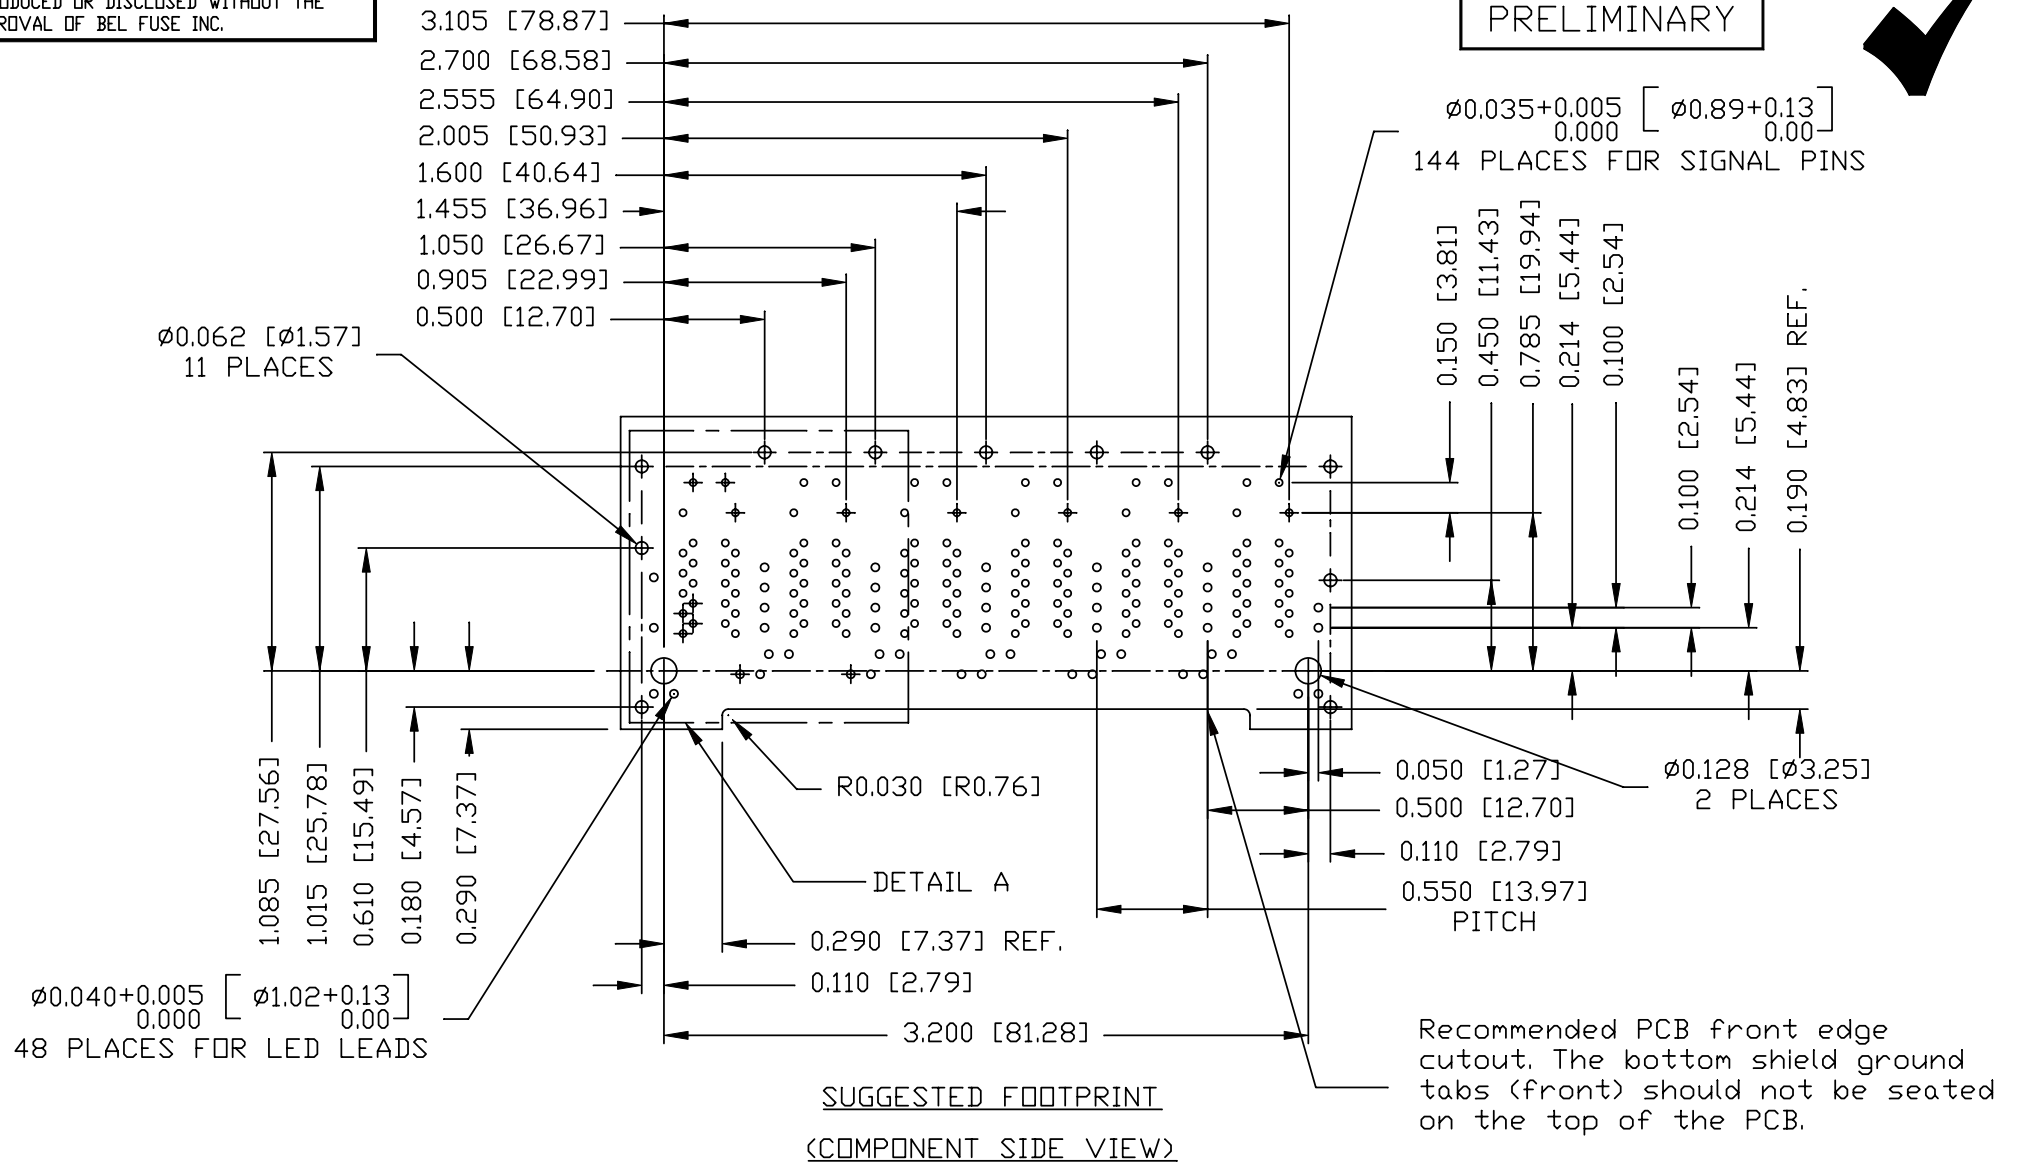 ROVAL OF BEL FUSE INC.
PRELIMINARY
3.105 [78.87]
2.700 [68.58]
2.555 [64.90]
2.005 [50.93]
1.600 [40.64]
1.455 [36.96]
1.050 [26.67]
0.905 [22.99]
0.500 [12.70]
ø0.035+0.005 [ ø0.89+0.13 ]
0.000 0.00
144 PLACES FOR SIGNAL PINS
ø0.062 [ø1.57]
11 PLACES
0.150 [3.81]
0.450 [11.43]
0.785 [19.94]
0.214 [5.44]
0.100 [2.54]
0.100 [2.54]
0.214 [5.44]
0.190 [4.83] REF.
1.085 [27.56]
1.015 [25.78]
0.610 [15.49]
0.180 [4.57]
0.290 [7.37]
R0.030 [R0.76]
DETAIL A
0.050 [1.27]
0.500 [12.70]
0.110 [2.79]
0.550 [13.97]
PITCH
ø0.128 [ø3.25]
2 PLACES
0.290 [7.37] REF.
0.110 [2.79]
3.200 [81.28]
ø0.040+0.005 [ ø1.02+0.13 ]
0.000 0.00
48 PLACES FOR LED LEADS
Recommended PCB front edge
cutout. The bottom shield ground
tabs (front) should not be seated
on the top of the PCB.
SUGGESTED FOOTPRINT
(COMPONENT SIDE VIEW)